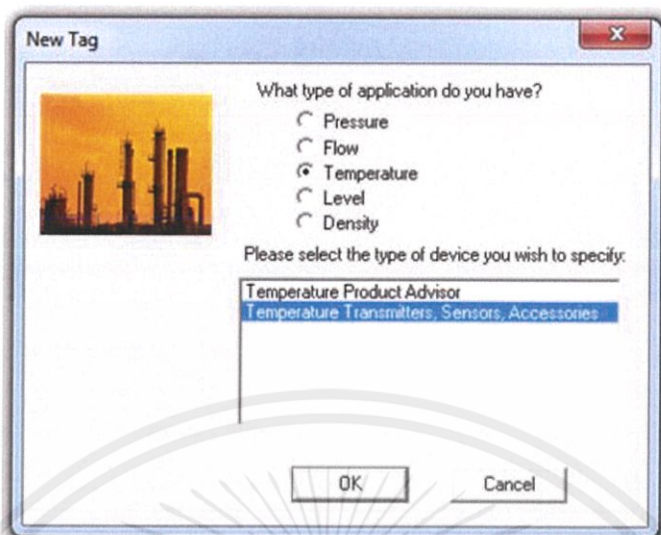 New Tag
What type of application do you have?
Pressure
Flow
Temperature
Level
Density
Please select the type of device you wish to specify:
Temperature Product Advisor
Temperature Transmitters, Sensors, Accessories
OK
Cancel